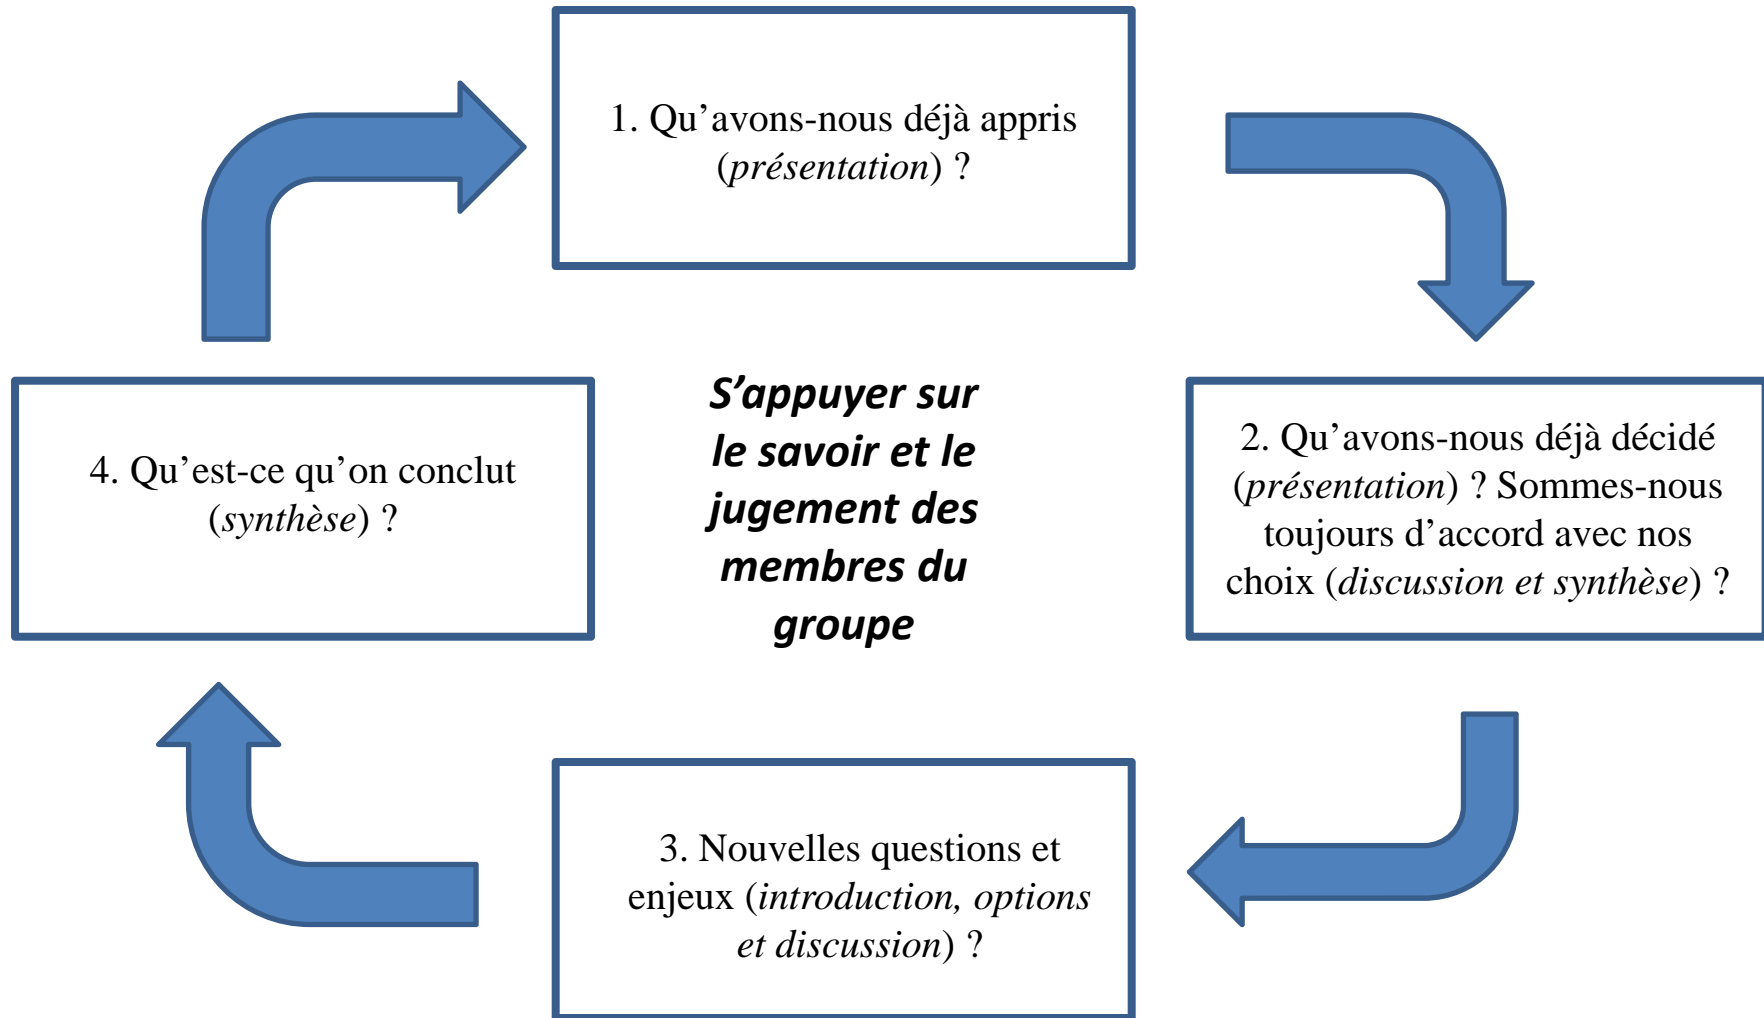 1. Qu’avons-nous déjà appris
(présentation) ?
S’appuyer sur
le savoir et le
jugement des
membres du
groupe
2. Qu’avons-nous déjà décidé
(présentation) ? Sommes-nous
toujours d’accord avec nos
choix (discussion et synthèse) ?
3. Nouvelles questions et
enjeux (introduction, options
et discussion) ?
4. Qu’est-ce qu’on conclut
(synthèse) ?